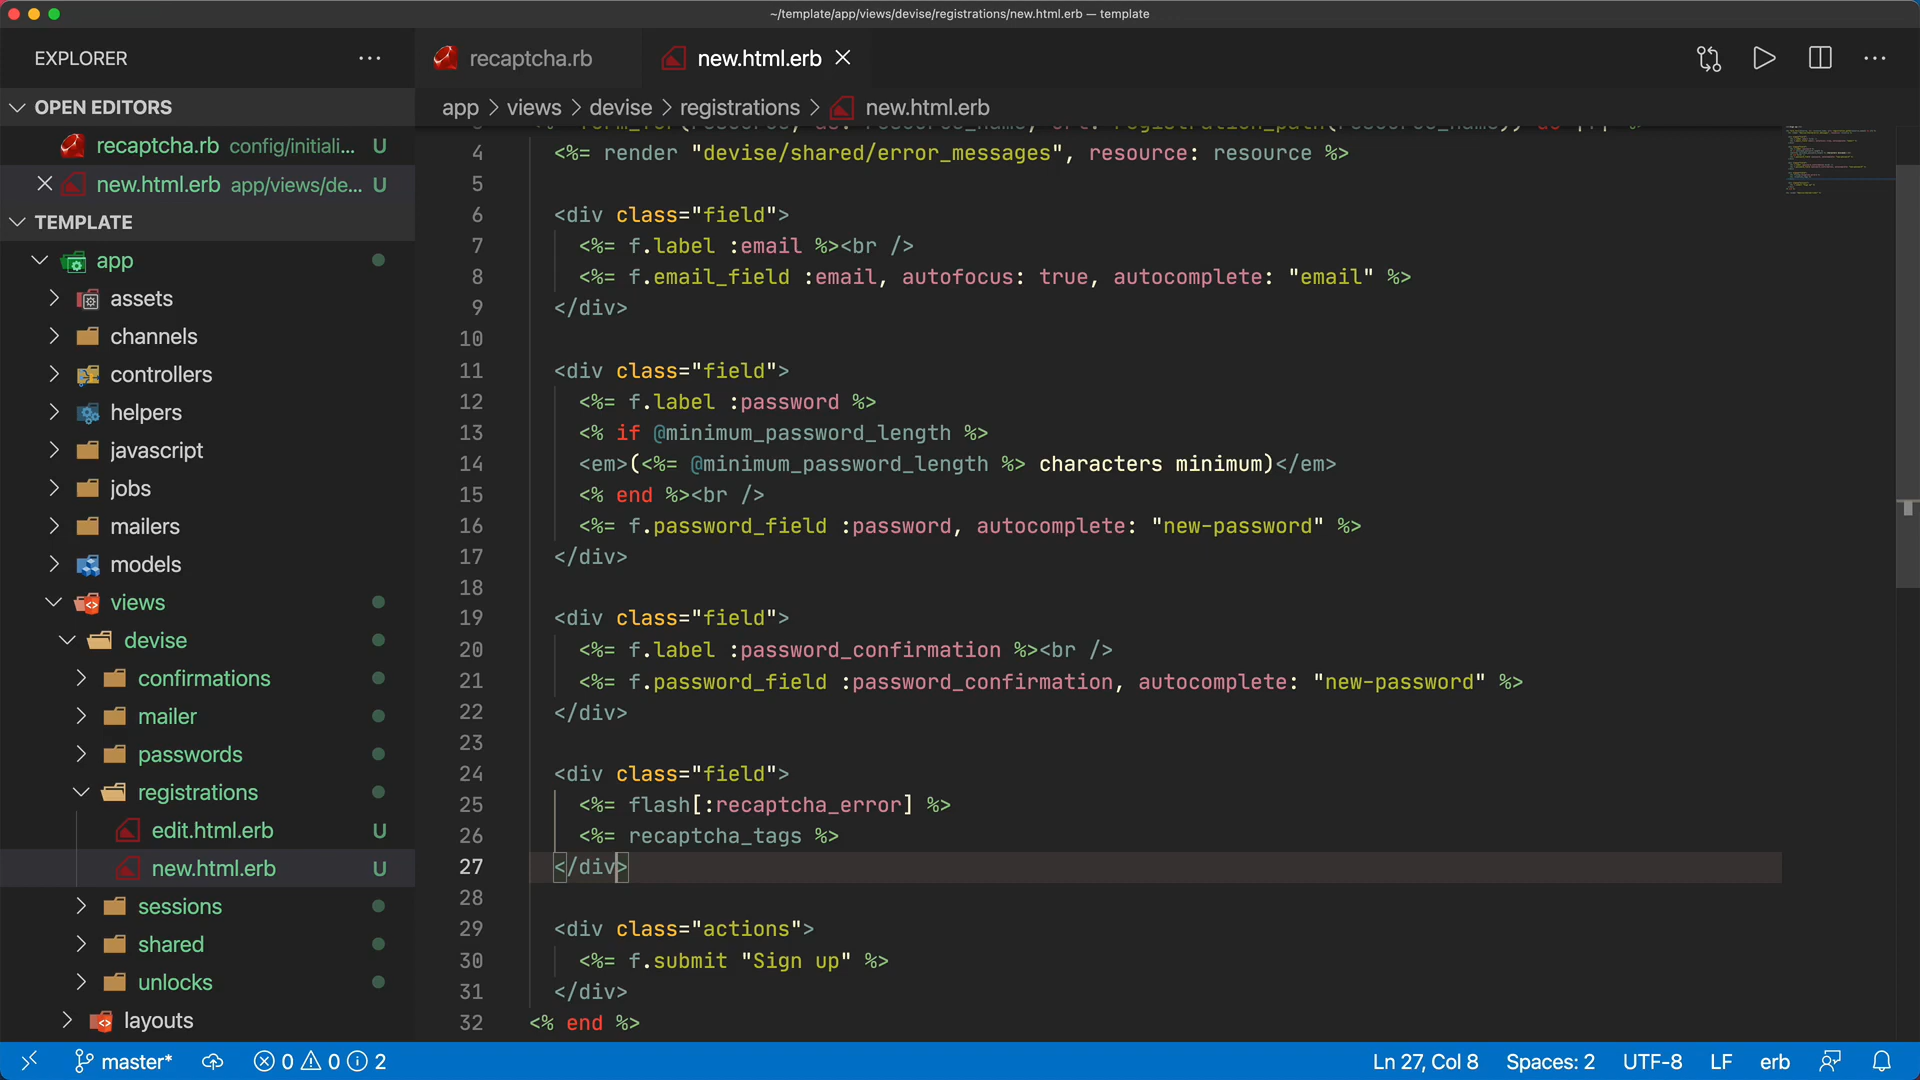 ~/template/app/views/devise/registrations/new.html.erb — template
EXPLORER
recaptcha.rb
new.html.erb
OPEN EDITORS
app
views
devise
registrations
new.html.erb
recaptcha.rb config/initiali... U
new.html.erb app/views/de... U
TEMPLATE
app
assets
channels
controllers
helpers
javascript
jobs
mailers
models
views
devise
confirmations
mailer
passwords
registrations
edit.html.erb U
new.html.erb U
sessions
shared
unlocks
layouts
4 <%= render "devise/shared/error_messages", resource: resource %>
5
6 <div class="field">
7 <%= f.label :email %><br />
8 <%= f.email_field :email, autofocus: true, autocomplete: "email" %>
9 </div>
10
11 <div class="field">
12 <%= f.label :password %>
13 <% if @minimum_password_length %>
14 <em>(<%= @minimum_password_length %> characters minimum)</em>
15 <% end %><br />
16 <%= f.password_field :password, autocomplete: "new-password" %>
17 </div>
18
19 <div class="field">
20 <%= f.label :password_confirmation %><br />
21 <%= f.password_field :password_confirmation, autocomplete: "new-password" %>
22 </div>
23
24 <div class="field">
25 <%= flash[:recaptcha_error] %>
26 <%= recaptcha_tags %>
27 </div>
28
29 <div class="actions">
30 <%= f.submit "Sign up" %>
31 </div>
32 <% end %>
master* 0 0 2 Ln 27, Col 8 Spaces: 2 UTF-8 LF erb